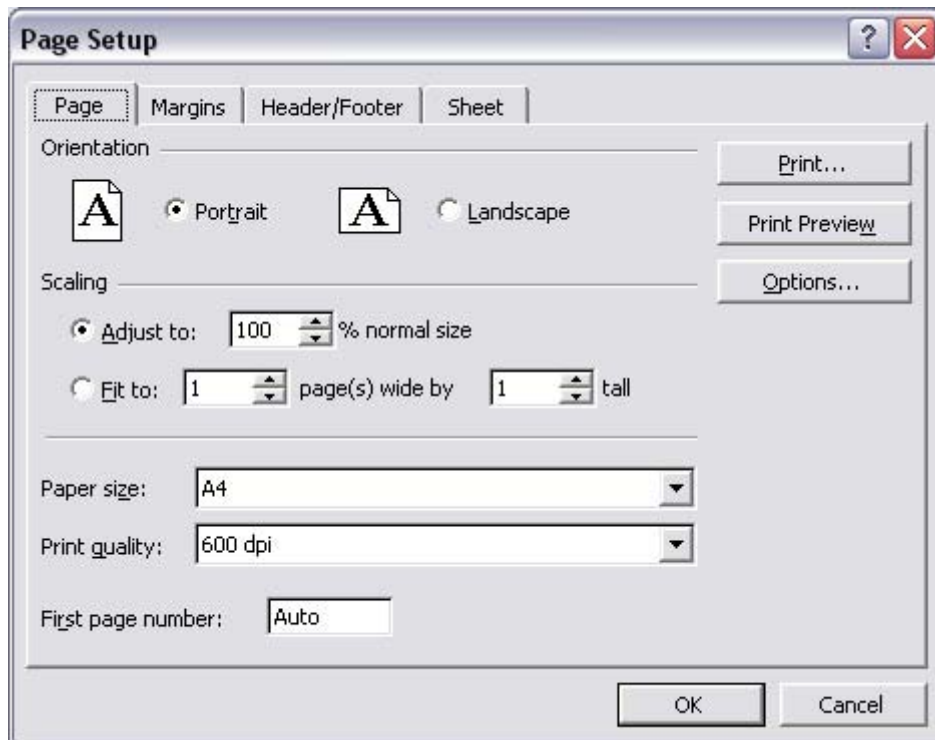 Page Setup
?
Page Margins Header/Footer Sheet
Orientation
A Portrait A Landscape
Print...
Print Preview
Options...
Scaling
Adjust to: 100 % normal size
Fit to: 1 page(s) wide by 1 tall
Paper size: A4
Print quality: 600 dpi
First page number: Auto
OK Cancel